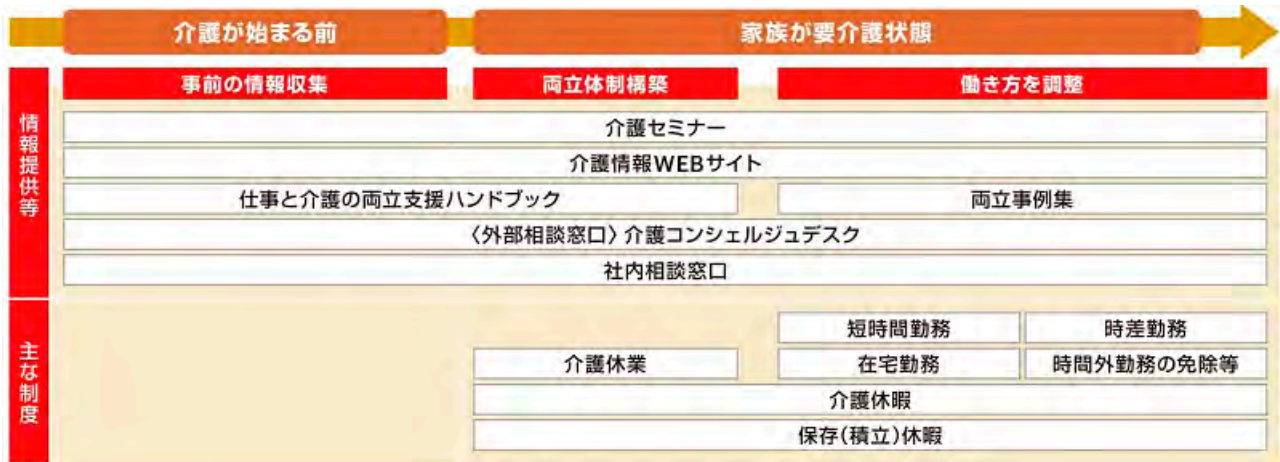 介護が始まる前
家族が要介護状態
事前の情報収集
両立体制構築
働き方を調整
情報提供等
介護セミナー
介護情報WEBサイト
仕事と介護の両立支援ハンドブック
両立事例集
〈外部相談窓口〉介護コンシェルジュデスク
社内相談窓口
主な制度
短時間勤務
時差勤務
介護休業
在宅勤務
時間外勤務の免除等
介護休暇
保存(積立)休暇